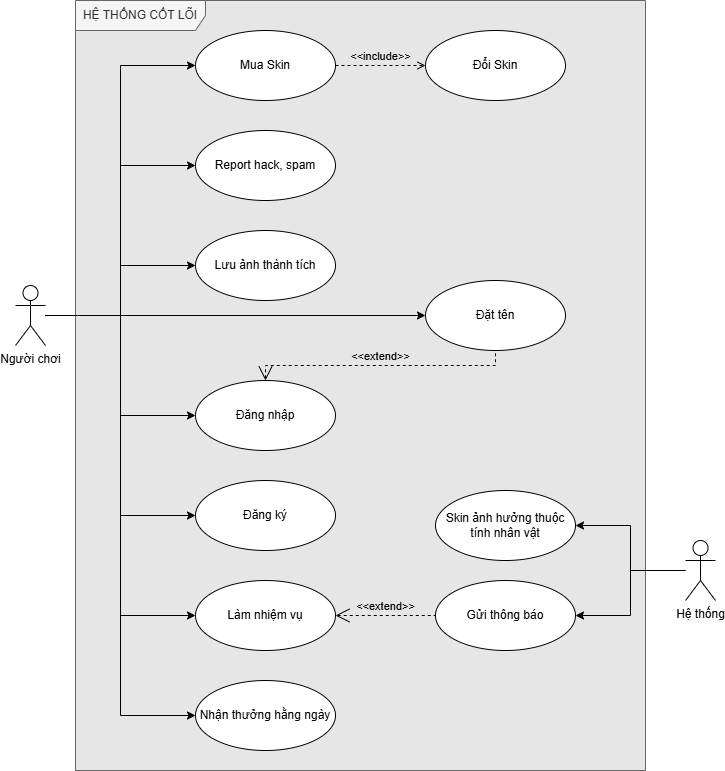 HỆ THỐNG CỐT LÕI
Mua Skin
<<include>>
Đổi Skin
Report hack, spam
Lưu ảnh thành tích
Đặt tên
Người chơi
<<extend>>
Đăng nhập
Đăng ký
Skin ảnh hưởng thuộc
tính nhân vật
Làm nhiệm vụ
<<extend>>
Gửi thông báo
Hệ thống
Nhận thưởng hằng ngày